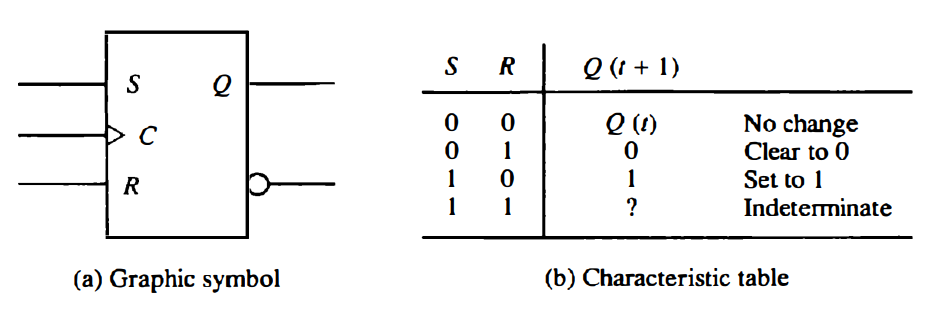 S Q
C
R
(a) Graphic symbol
S R Q (t + 1)
0 0 Q (t) No change
0 1 0 Clear to 0
1 0 1 Set to 1
1 1 ? Indeterminate
(b) Characteristic table